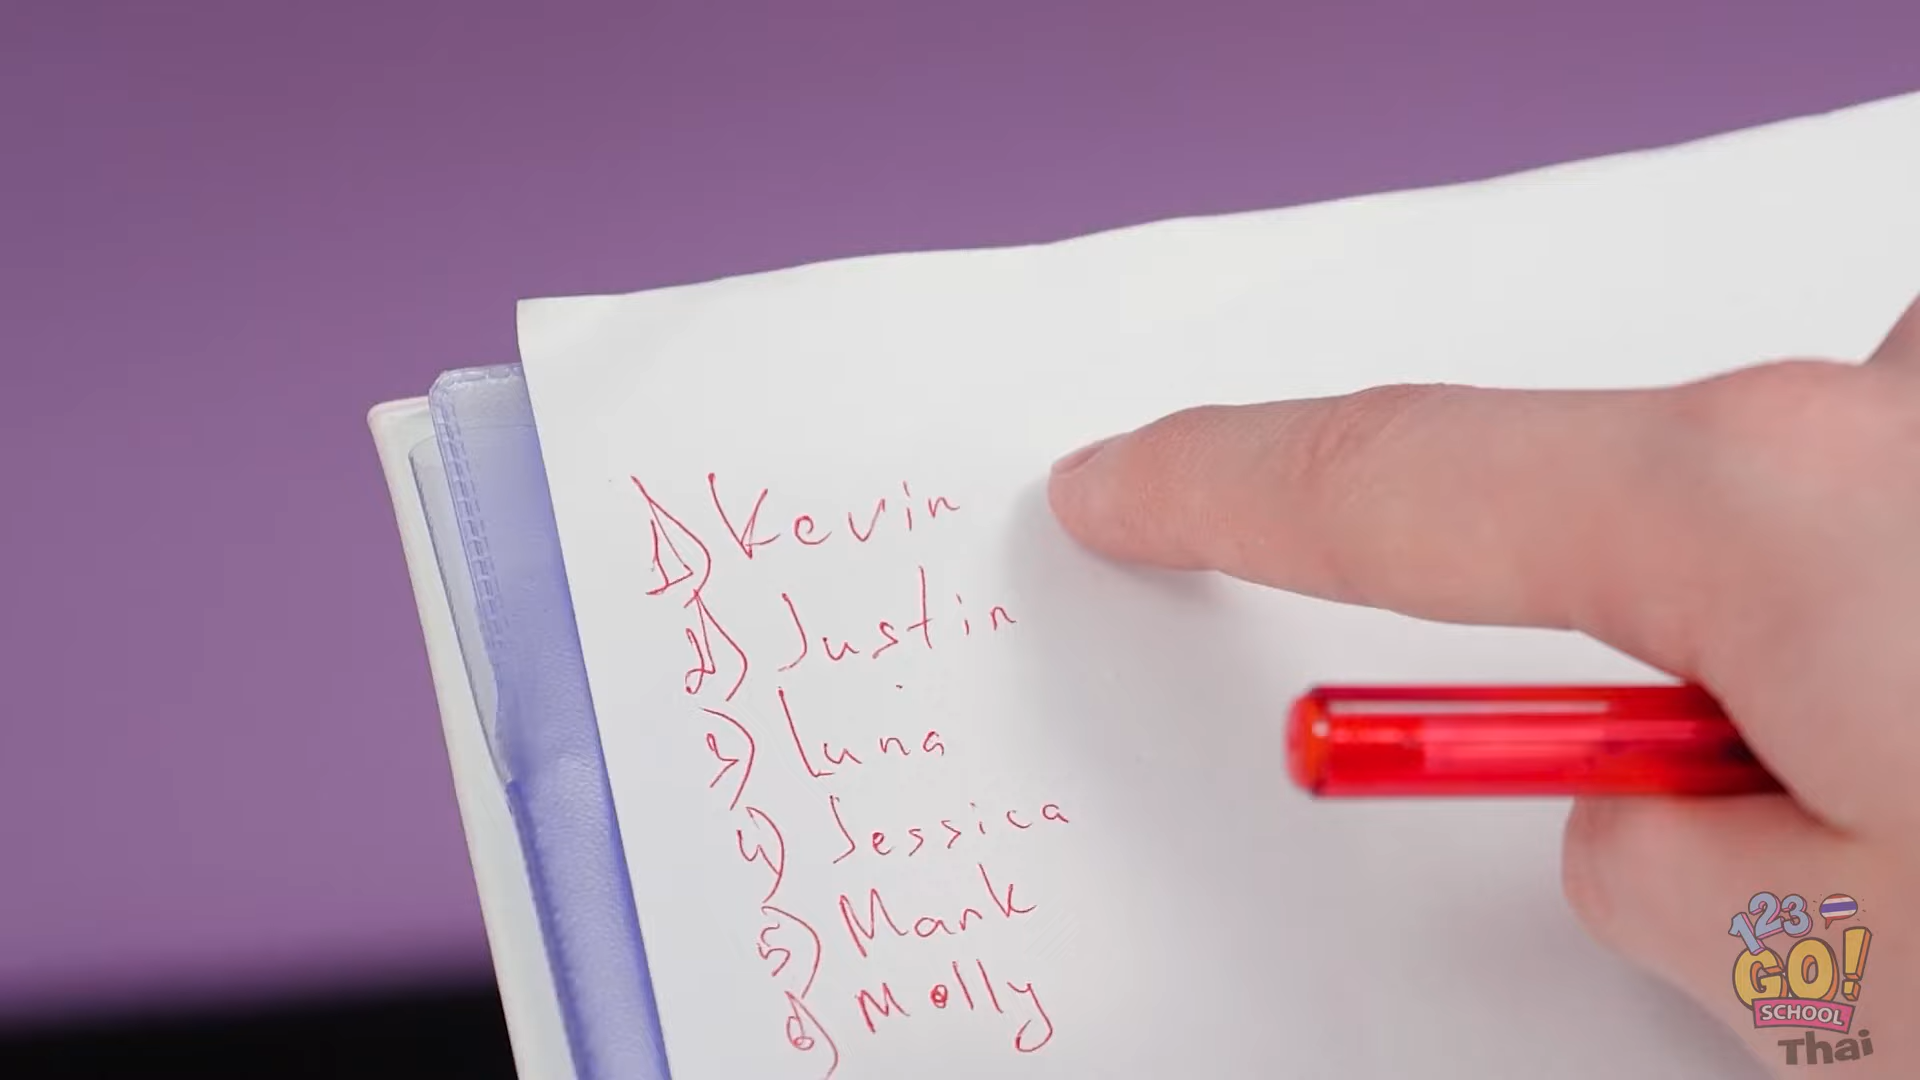 1) Kevin
2) Justin
3) Luna
4) Jessica
5) Mark
6) Molly
123
GO!
SCHOOL
Thai